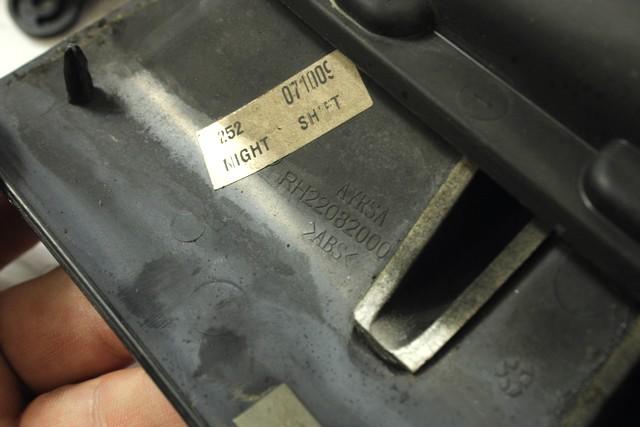 252 071009
NIGHT SHIFT
AYRSA
RH22082000
>ABS<